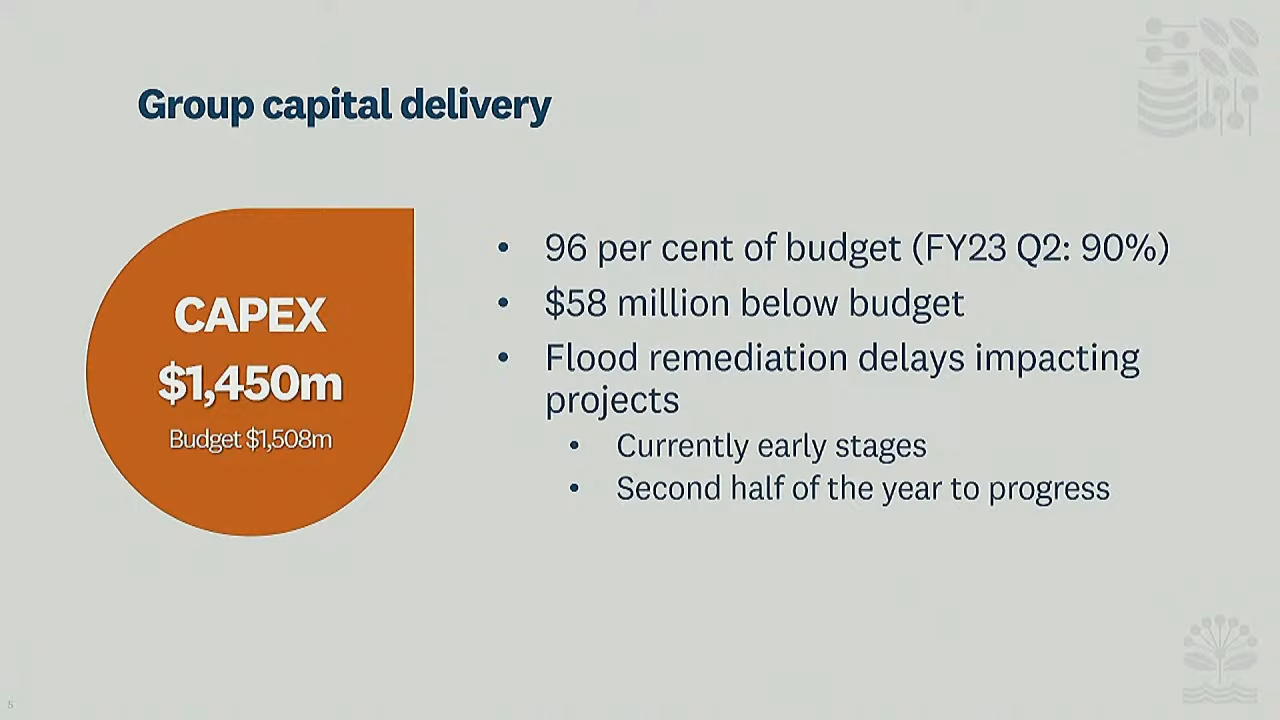 Group capital delivery
CAPEX
$1,450m
Budget $1,508m
• 96 per cent of budget (FY23 Q2: 90%)
• $58 million below budget
• Flood remediation delays impacting
projects
• Currently early stages
• Second half of the year to progress
5